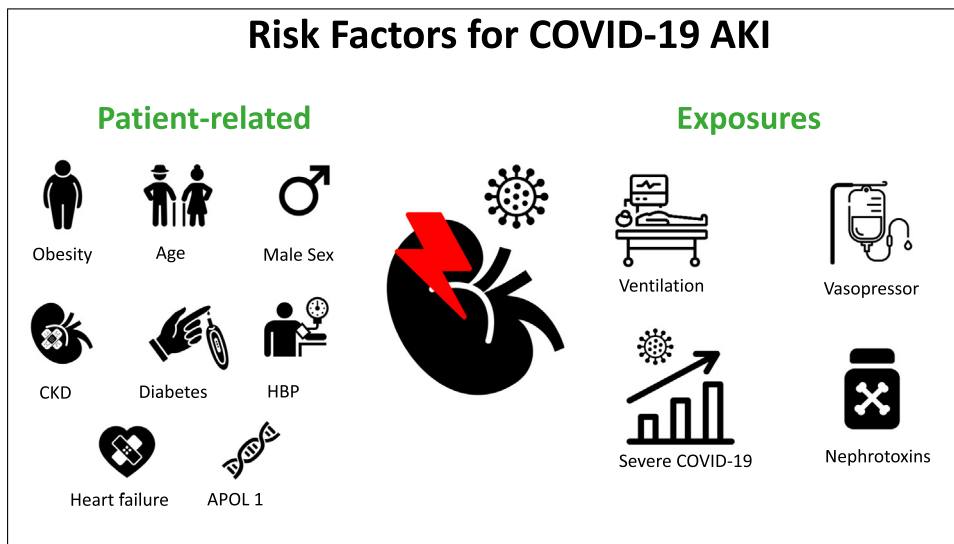 Risk Factors for COVID-19 AKI
Patient-related
Obesity
Age
Male Sex
CKD
Diabetes
HBP
Heart failure
APOL 1
Exposures
Ventilation
Vasopressor
Severe COVID-19
Nephrotoxins